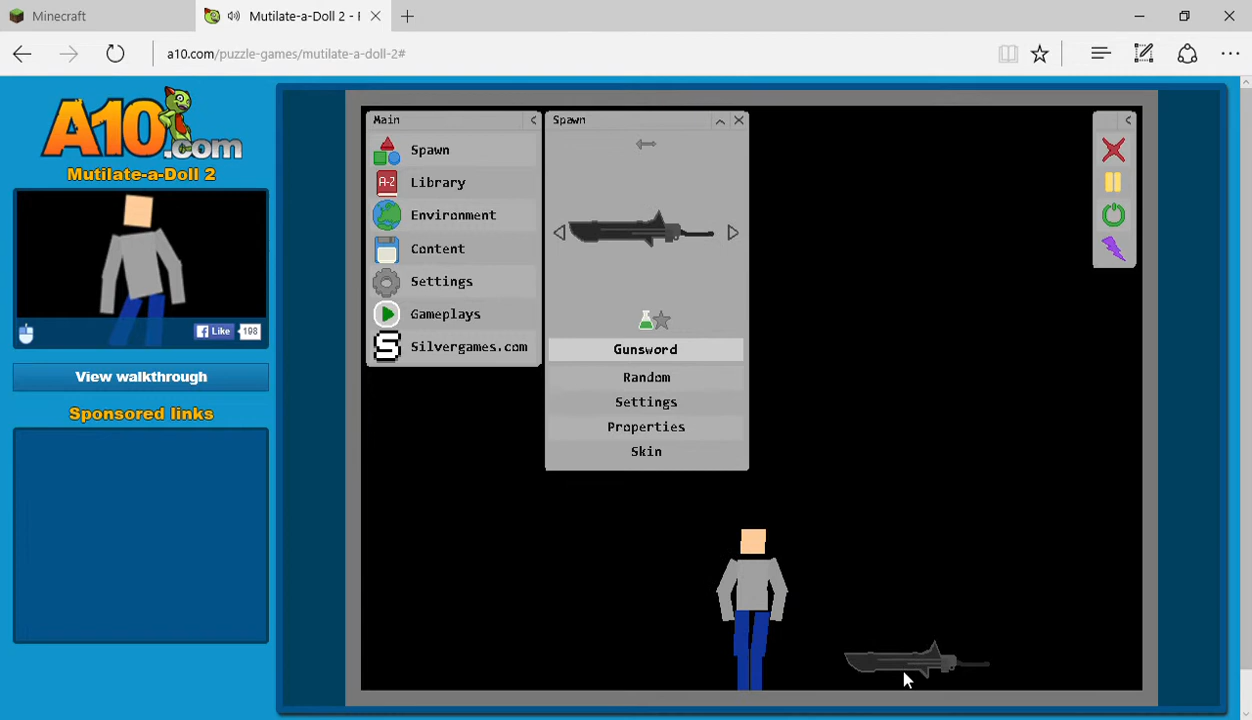 Minecraft
Mutilate-a-Doll 2 - F
a10.com/puzzle-games/mutilate-a-doll-2#
A10.com
Mutilate-a-Doll 2
Like 198
View walkthrough
Sponsored links
Main
Spawn
A-Z Library
Environment
Content
Settings
Gameplays
S Silvergames.com
Spawn
Gunsword
Random
Settings
Properties
Skin